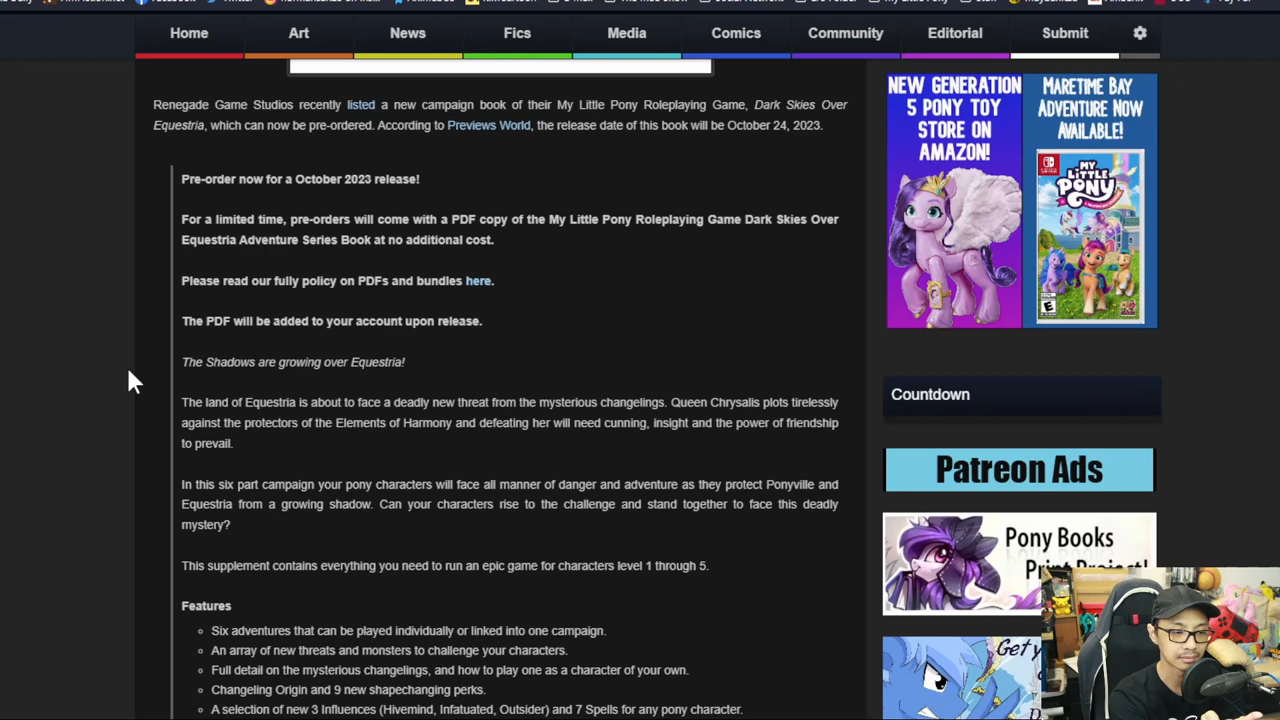 Home Art News Fics Media Comics Community Editorial Submit
Renegade Game Studios recently listed a new campaign book of their My Little Pony Roleplaying Game, Dark Skies Over
Equestria, which can now be pre-ordered. According to Previews World, the release date of this book will be October 24, 2023.
Pre-order now for a October 2023 release!
For a limited time, pre-orders will come with a PDF copy of the My Little Pony Roleplaying Game Dark Skies Over
Equestria Adventure Series Book at no additional cost.
Please read our fully policy on PDFs and bundles here.
The PDF will be added to your account upon release.
The Shadows are growing over Equestria!
The land of Equestria is about to face a deadly new threat from the mysterious changelings. Queen Chrysalis plots tirelessly
against the protectors of the Elements of Harmony and defeating her will need cunning, insight and the power of friendship
to prevail.
In this six part campaign your pony characters will face all manner of danger and adventure as they protect Ponyville and
Equestria from a growing shadow. Can your characters rise to the challenge and stand together to face this deadly
mystery?
This supplement contains everything you need to run an epic game for characters level 1 through 5.
Features
Six adventures that can be played individually or linked into one campaign.
An array of new threats and monsters to challenge your characters.
Full detail on the mysterious changelings, and how to play one as a character of your own.
Changeling Origin and 9 new shapechanging perks.
A selection of new 3 Influences (Hivemind, Infatuated, Outsider) and 7 Spells for any pony character.
NEW GENERATION
5 PONY TOY
STORE ON
AMAZON!
MARETIME BAY
ADVENTURE NOW
AVAILABLE!
MY
LITTLE
PONY
E
Countdown
Patreon Ads
Pony Books
Print Project!
Get y